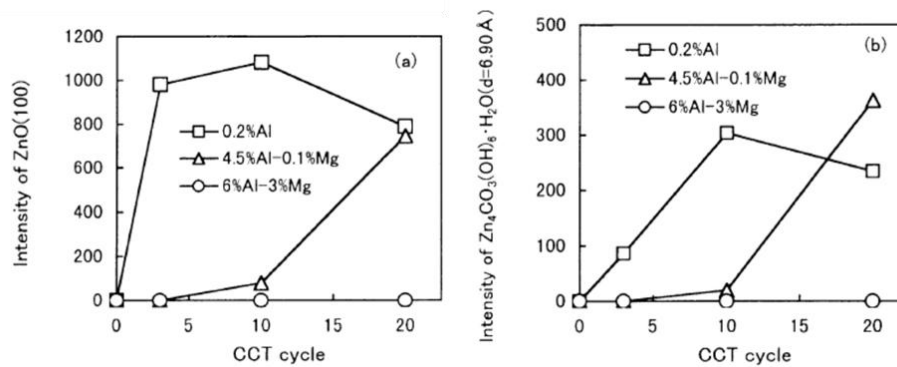 (a)
Intensity of ZnO(100)
1200
1000
800
600
400
200
0
0.2%Al
4.5%Al-0.1%Mg
6%Al-3%Mg
0 5 10 15 20
CCT cycle
(b)
Intensity of Zn₄CO₃(OH)₆·H₂O(d=6.90Å)
500
400
300
200
100
0
0.2%Al
4.5%Al-0.1%Mg
6%Al-3%Mg
0 5 10 15 20
CCT cycle